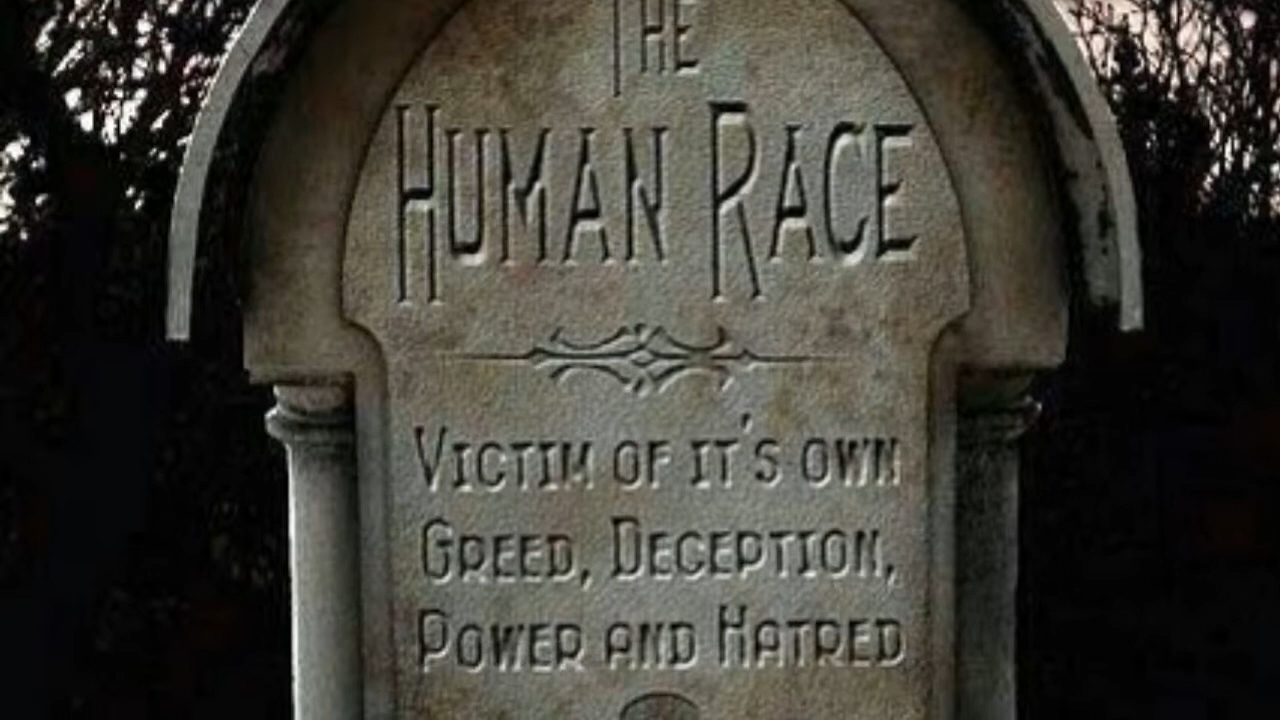 THE
HUMAN RACE
VICTIM OF IT'S OWN
GREED, DECEPTION,
POWER AND HATRED